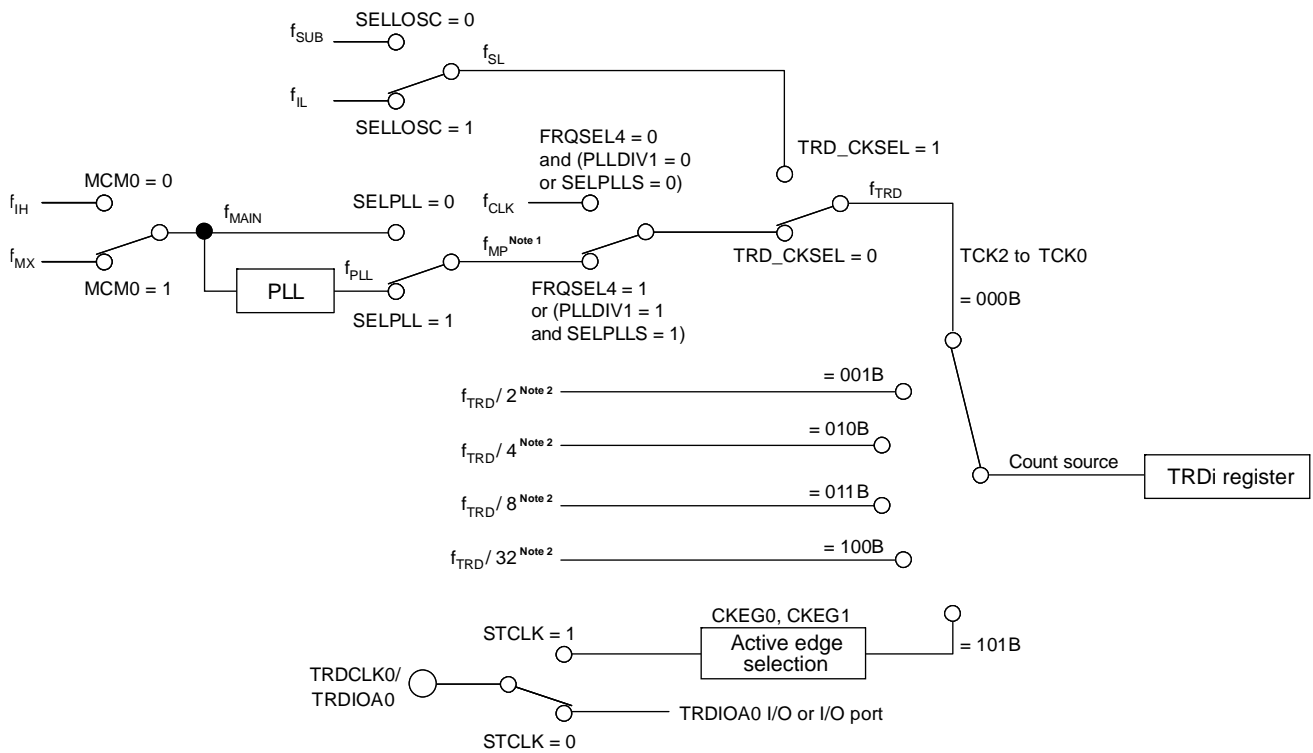 SELLOSC = 0
fSUB
fSL
fIL
SELLOSC = 1
FRQSEL4 = 0
and (PLLDIV1 = 0
or SELPLLS = 0)
TRD_CKSEL = 1
MCM0 = 0
fIH
fMAIN
SELPLL = 0
fCLK
fTRD
fMX
MCM0 = 1
PLL
fPLL
fMP Note 1
SELPLL = 1
TRD_CKSEL = 0
FRQSEL4 = 1
or (PLLDIV1 = 1
and SELPLLS = 1)
TCK2 to TCK0
= 000B
fTRD/ 2 Note 2
= 001B
fTRD/ 4 Note 2
= 010B
Count source
TRDi register
fTRD/ 8 Note 2
= 011B
fTRD/ 32 Note 2
= 100B
CKEG0, CKEG1
STCLK = 1
Active edge
selection
= 101B
TRDCLK0/
TRDIOA0
TRDIOA0 I/O or I/O port
STCLK = 0